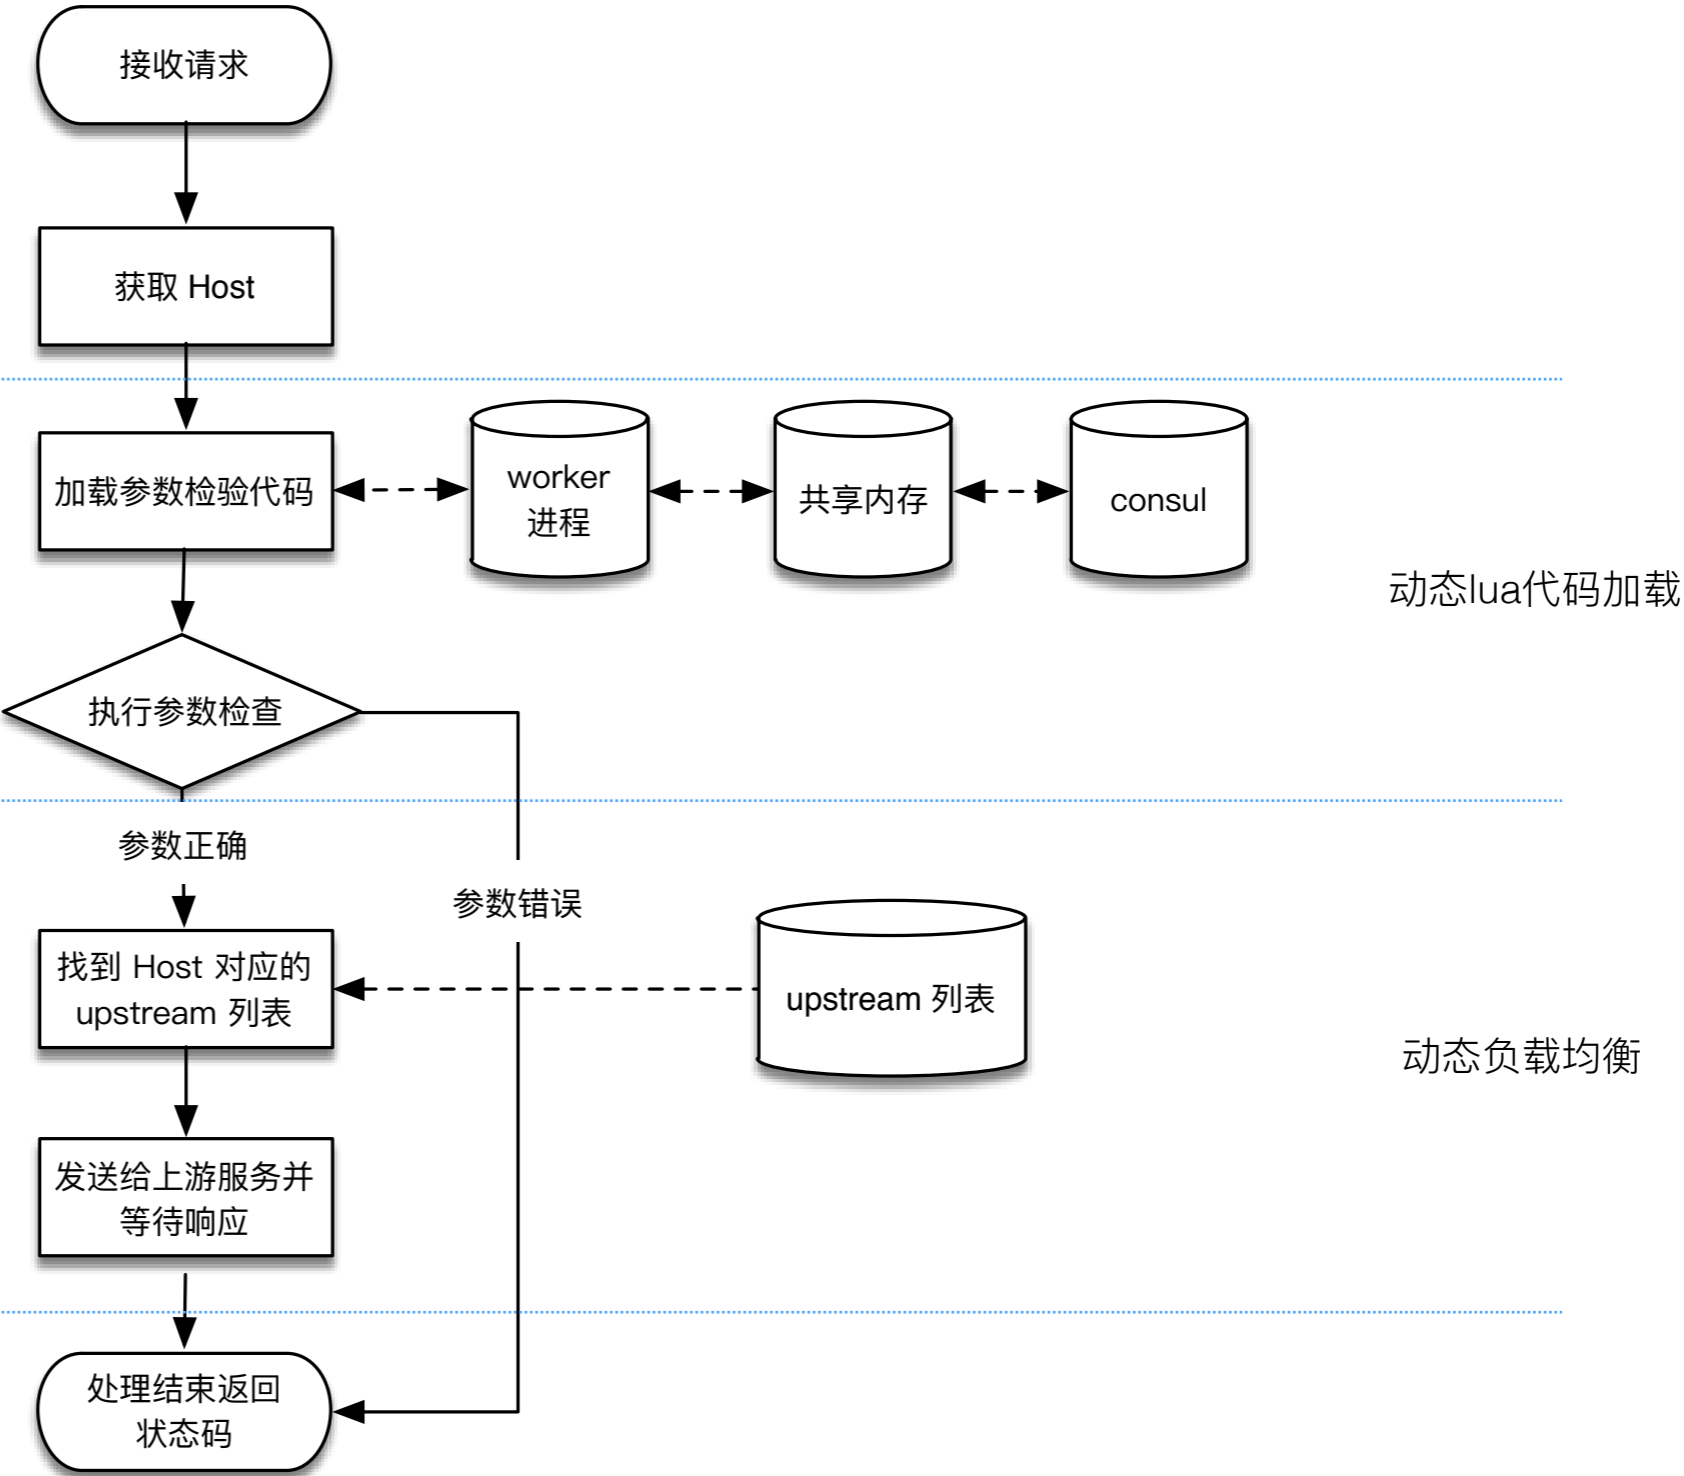 接收请求
获取 Host
加载参数检验代码
worker
进程
共享内存
consul
动态lua代码加载
执行参数检查
参数正确
参数错误
找到 Host 对应的
upstream 列表
upstream 列表
动态负载均衡
发送给上游服务并
等待响应
处理结束返回
状态码